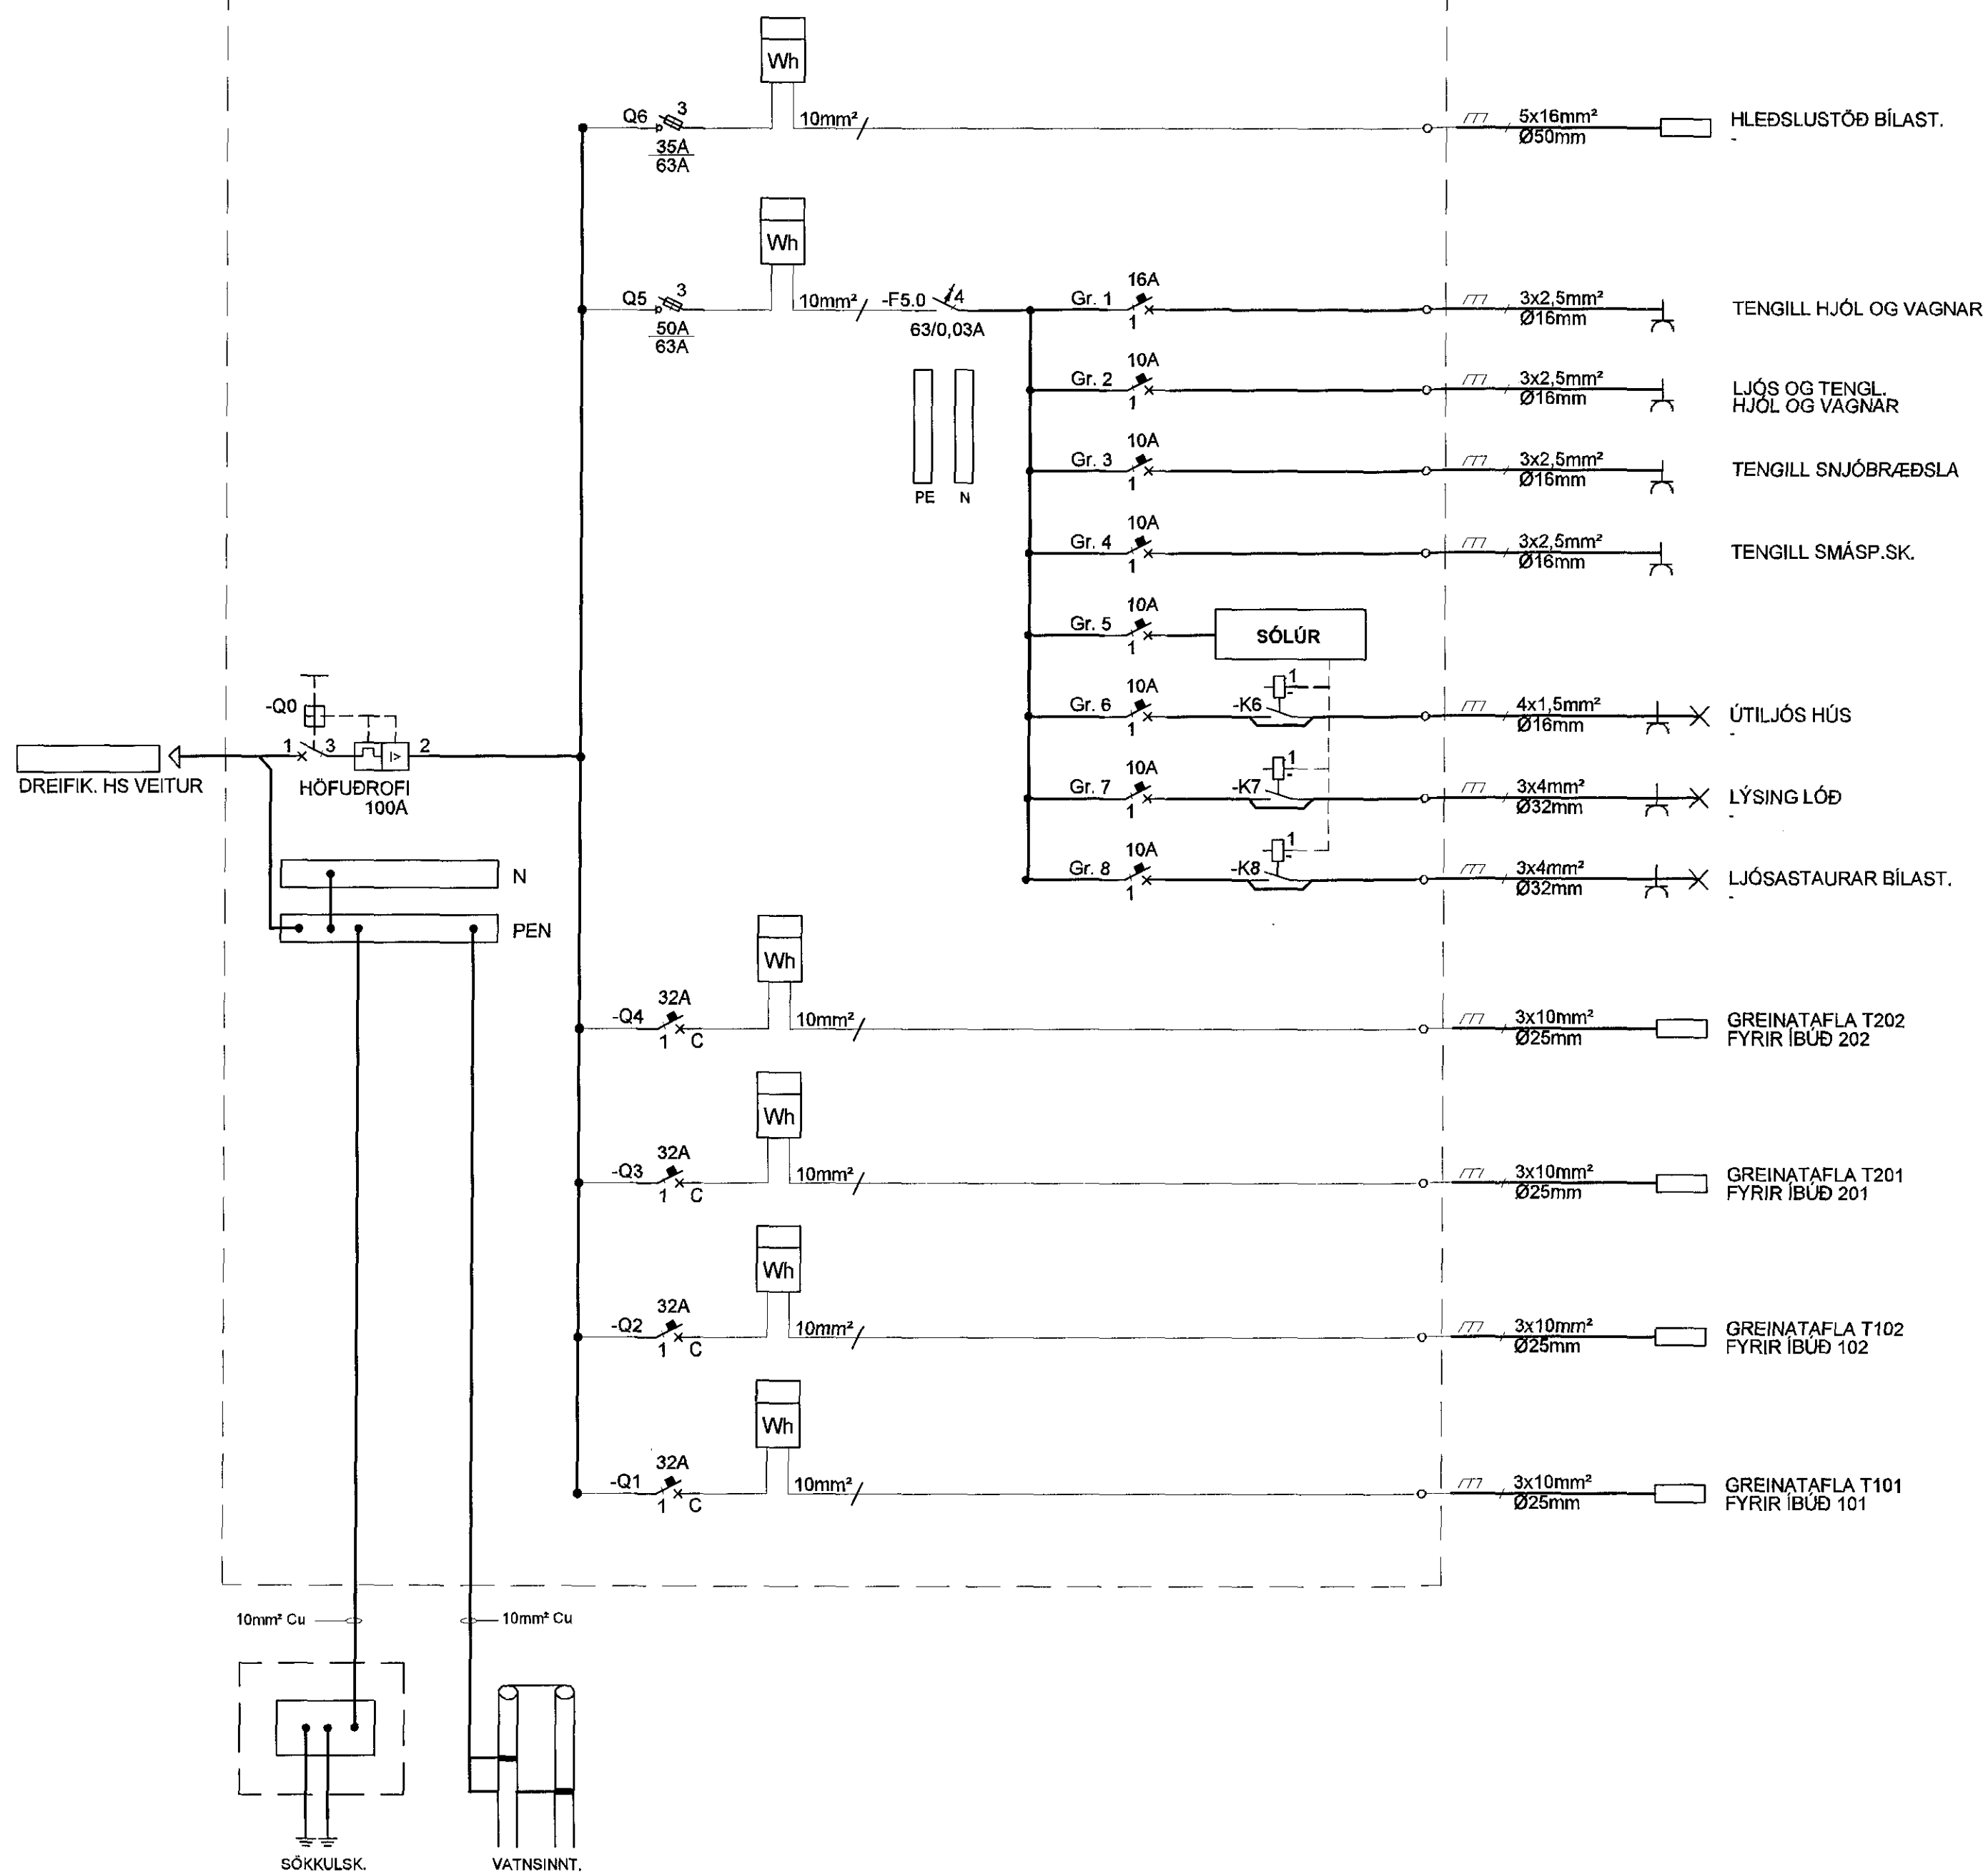 Wh
Q6
3
35A
63A
10mm²
5x16mm²
Ø50mm
HLEÐSLUSTÖÐ BÍLAST.
-
Wh
Q5
3
50A
63A
10mm²
-F5.0
4
63/0,03A
PE
N
Gr. 1
16A
1
3x2,5mm²
Ø16mm
TENGILL HJÓL OG VAGNAR
Gr. 2
10A
1
3x2,5mm²
Ø16mm
LJÓS OG TENGL.
HJÓL OG VAGNAR
Gr. 3
10A
1
3x2,5mm²
Ø16mm
TENGILL SNJÓBRÆÐSLA
Gr. 4
10A
1
3x2,5mm²
Ø16mm
TENGILL SMÁSP.SK.
Gr. 5
10A
1
SÓLÚR
Gr. 6
10A
1
-K6
1
4x1,5mm²
Ø16mm
ÚTILJÓS HÚS
-
Gr. 7
10A
1
-K7
1
3x4mm²
Ø32mm
LÝSING LÓÐ
-
Gr. 8
10A
1
-K8
1
3x4mm²
Ø32mm
LJÓSASTAURAR BÍLAST.
-
-Q0
1
3
I>
2
DREIFIK. HS VEITUR
HÖFUÐROFI
100A
N
PEN
Wh
-Q4
32A
1
C
10mm²
3x10mm²
Ø25mm
GREINATAFLA T202
FYRIR ÍBÚÐ 202
Wh
-Q3
32A
1
C
10mm²
3x10mm²
Ø25mm
GREINATAFLA T201
FYRIR ÍBÚÐ 201
Wh
-Q2
32A
1
C
10mm²
3x10mm²
Ø25mm
GREINATAFLA T102
FYRIR ÍBÚÐ 102
Wh
-Q1
32A
1
C
10mm²
3x10mm²
Ø25mm
GREINATAFLA T101
FYRIR ÍBÚÐ 101
10mm² Cu
10mm² Cu
SÖKKULSK.
VATNSINNT.